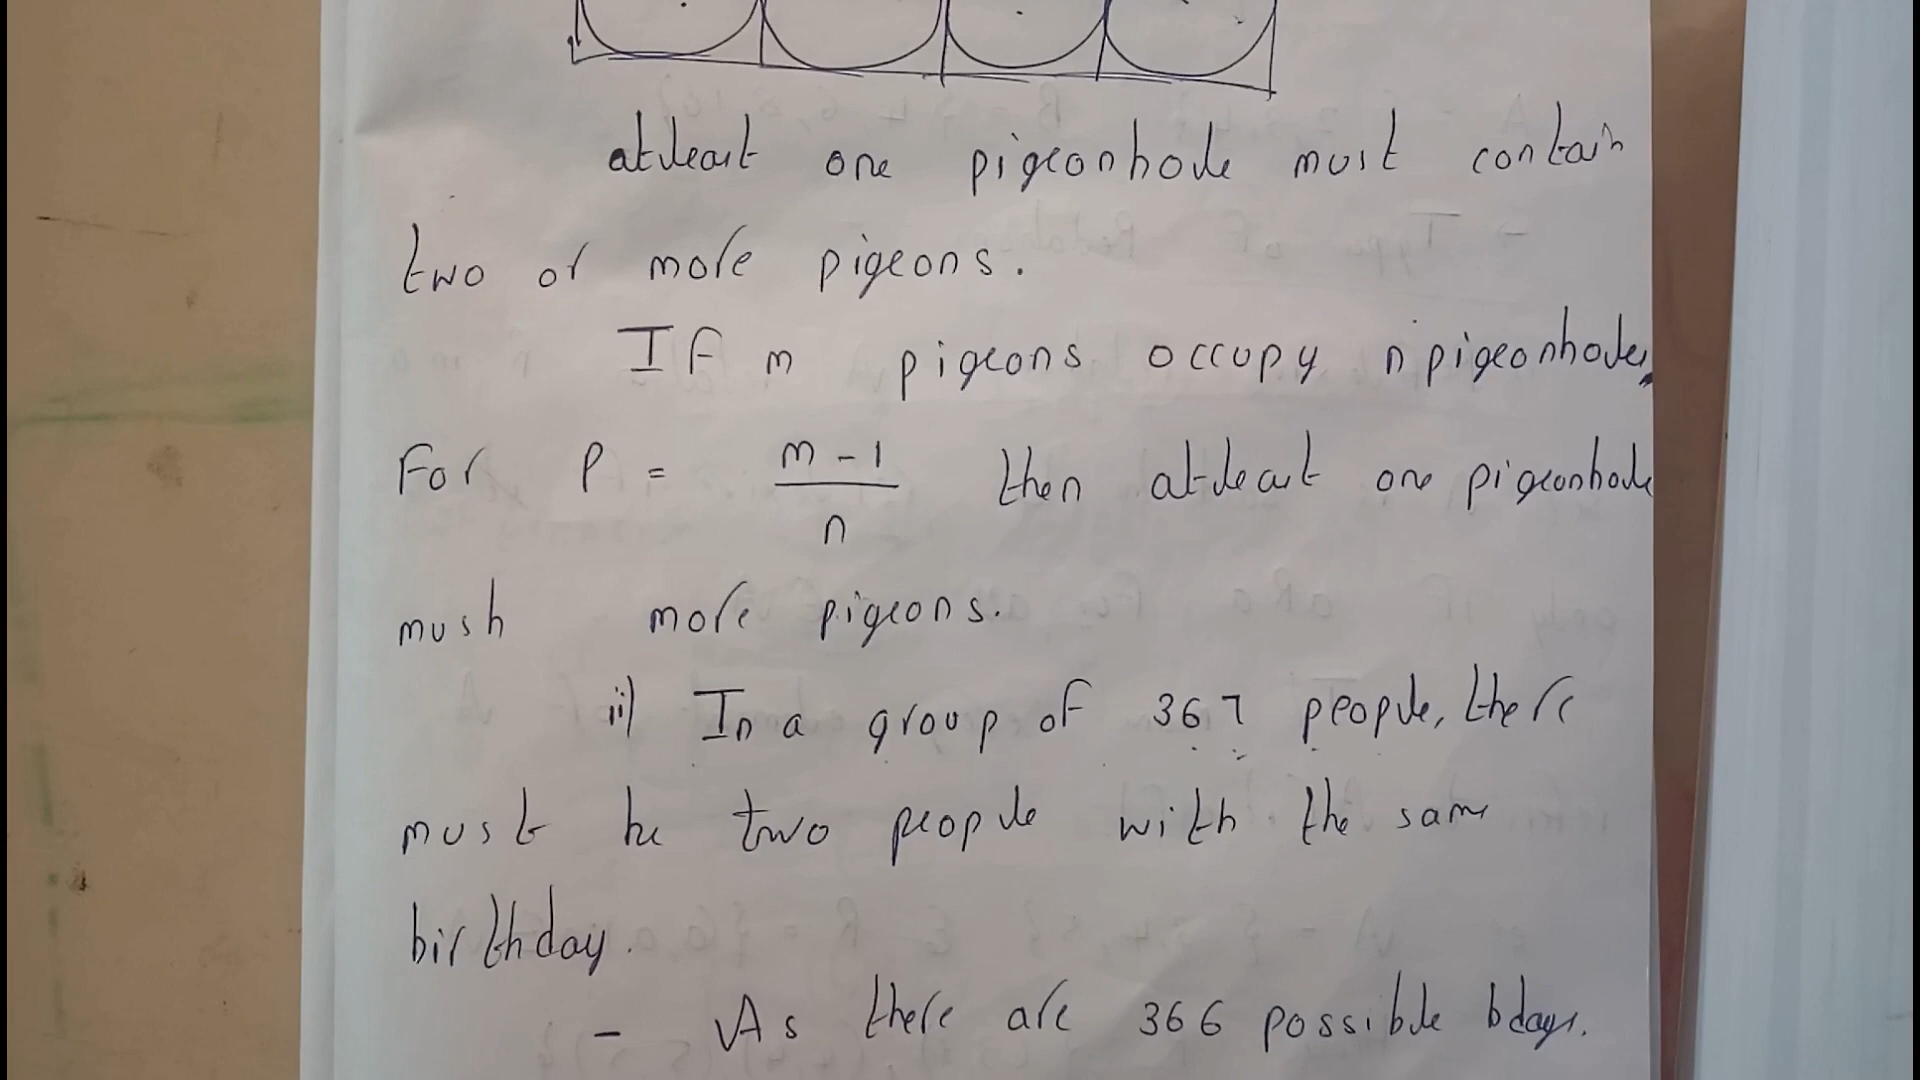 atleast one pigeonhole must contain
two or more pigeons.
If m pigeons occupy n pigeonholes,
For P = m - 1 / n then atleast one pigeonhole
mush more pigeons.
ii) In a group of 367 people, there
must be two people with the same
birthday.
- As there are 366 possible bdays.